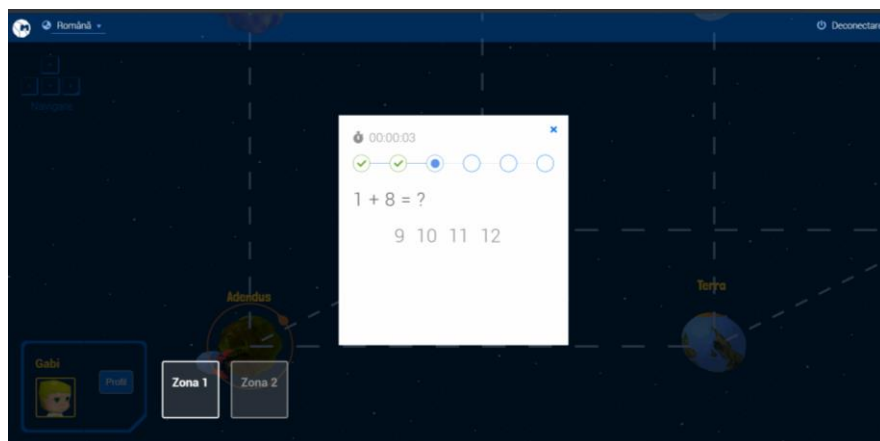 Română
Deconectare
Navigare
00:00:03
1 + 8 = ?
9 10 11 12
Adendus
Terra
Gabi
Profil
Zona 1
Zona 2